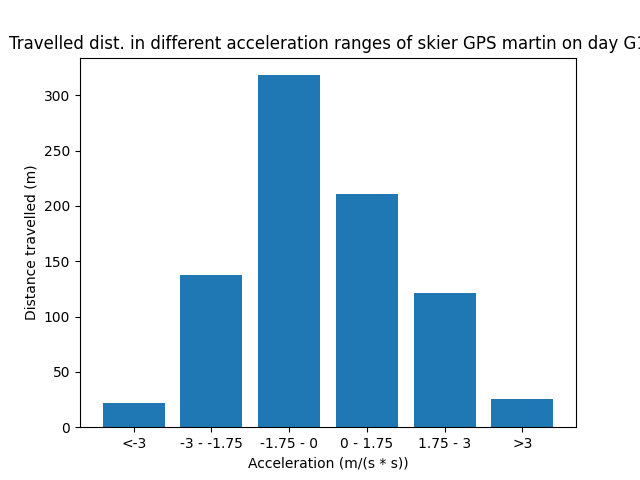 Travelled dist. in different acceleration ranges of skier GPS martin on day G1
300
250
200
150
100
50
0
Distance travelled (m)
<-3 -3 - -1.75 -1.75 - 0 0 - 1.75 1.75 - 3 >3
Acceleration (m/(s * s))